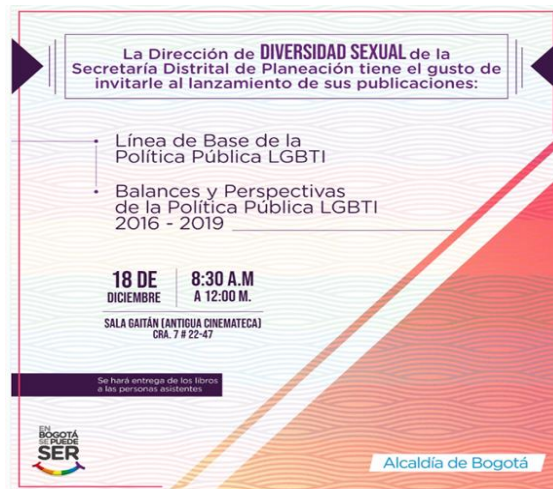 La Dirección de DIVERSIDAD SEXUAL de la
Secretaría Distrital de Planeación tiene el gusto de
invitarle al lanzamiento de sus publicaciones:
Línea de Base de la
Política Pública LGBTI
Balances y Perspectivas
de la Política Pública LGBTI
2016 - 2019
18 DE
DICIEMBRE
8:30 A.M
A 12:00 M.
SALA GAITÁN (ANTIGUA CINEMATECA)
CRA. 7 # 22-47
Se hará entrega de los libros
a las personas asistentes
EN
BOGOTÁ
SE PUEDE
SER
Alcaldía de Bogotá